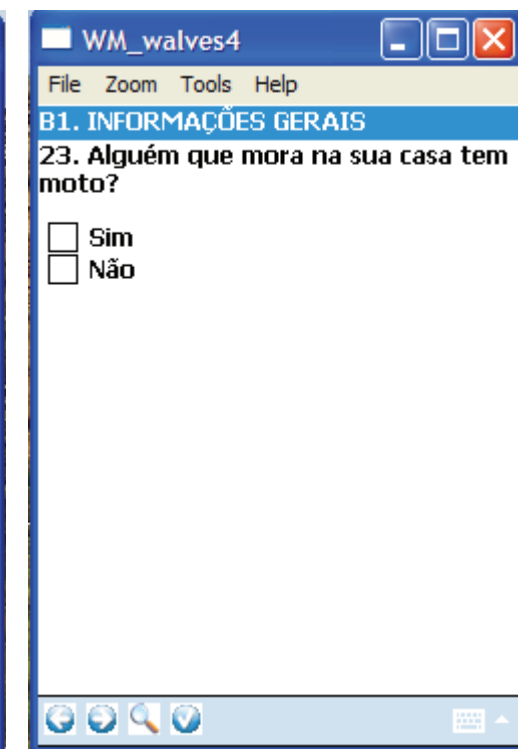 WM_walves4
File Zoom Tools Help
B1. INFORMAÇÕES GERAIS
23. Alguém que mora na sua casa tem
moto?
Sim
Não